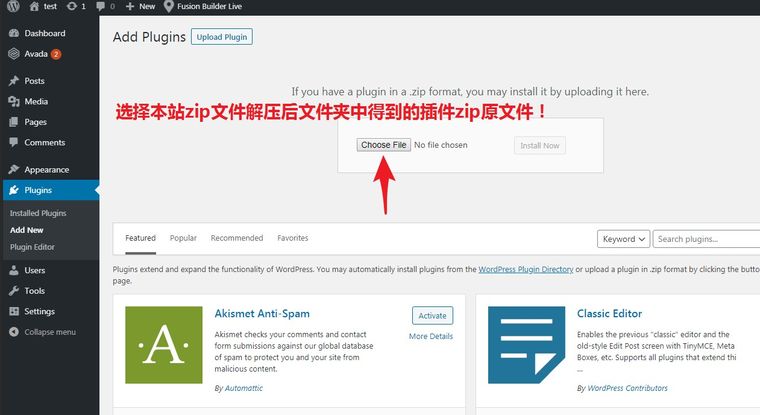 test 1 0 New Fusion Builder Live
Dashboard
Avada 2
Posts
Media
Pages
Comments
Appearance
Plugins
Installed Plugins
Add New
Plugin Editor
Users
Tools
Settings
Collapse menu
Add Plugins Upload Plugin
If you have a plugin in a .zip format, you may install it by uploading it here.
选择本站zip文件解压后文件夹中得到的插件zip原文件！
Choose File No file chosen Install Now
Featured Popular Recommended Favorites Keyword Search plugins...
Plugins extend and expand the functionality of WordPress. You may automatically install plugins from the WordPress Plugin Directory or upload a plugin in .zip format by clicking the butto
page.
Akismet Anti-Spam Activate
More Details
Akismet checks your comments and contact
form submissions against our global database
of spam to protect you and your site from
malicious content.
By Automattic
Classic Editor
Enables the previous "classic" editor and the
old-style Edit Post screen with TinyMCE, Meta
Boxes, etc. Supports all plugins that extend thi
...
By WordPress Contributors